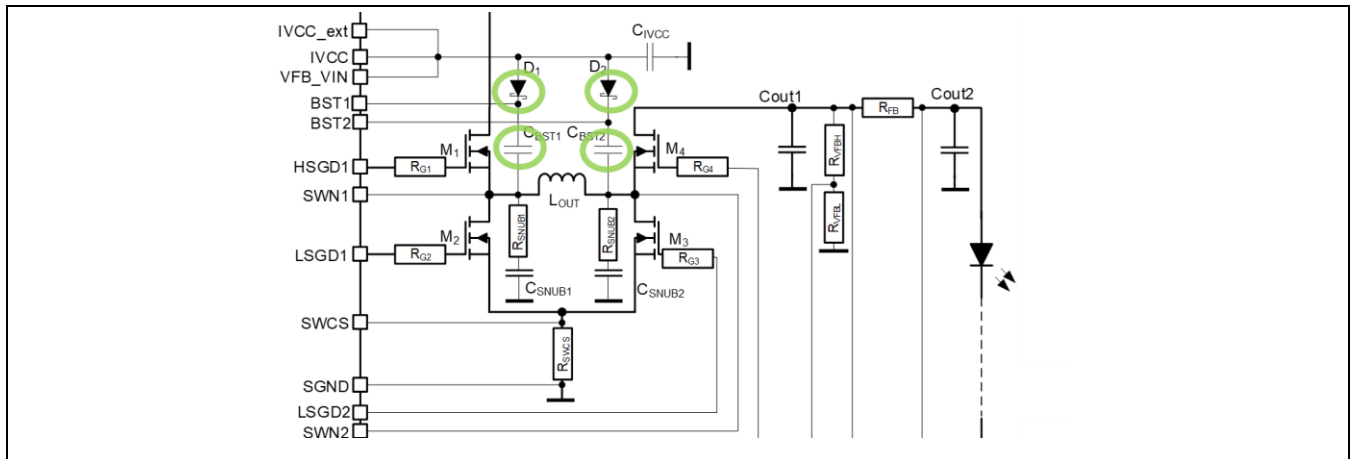 IVCC_ext
IVCC
VFB_VIN
BST1
BST2
HSGD1
SWN1
LSGD1
SWCS
SGND
LSGD2
SWN2
CIVCC
D1
D2
CBST1
CBST2
M1
M4
RG1
RG4
LOUT
RSNUB1
RSNUB2
M2
M3
RG2
RG3
CSNUB1
CSNUB2
RSWCS
Cout1
RFB
Cout2
RVFBH
RVFBL